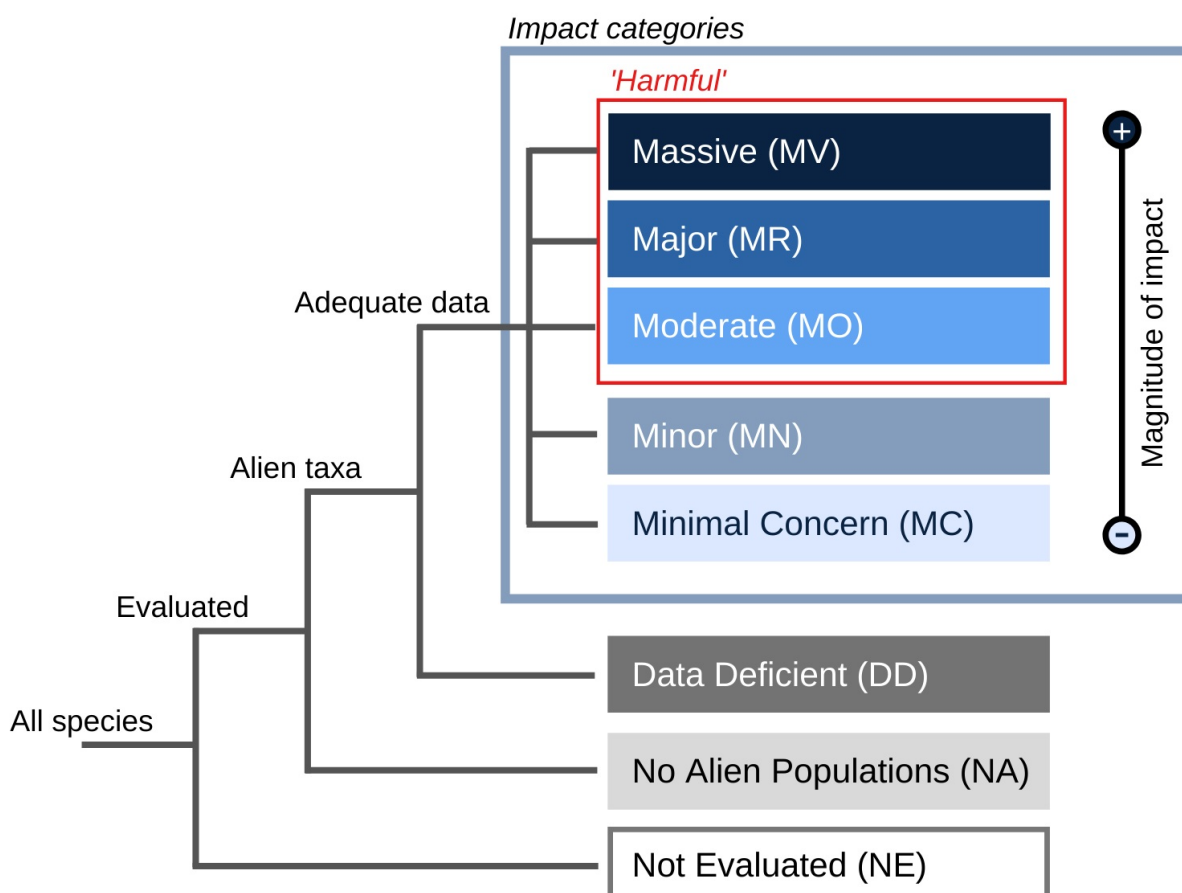 Impact categories
'Harmful'
Massive (MV)
+
Major (MR)
Magnitude of impact
Adequate data
Moderate (MO)
Minor (MN)
Alien taxa
Minimal Concern (MC)
-
Evaluated
Data Deficient (DD)
All species
No Alien Populations (NA)
Not Evaluated (NE)